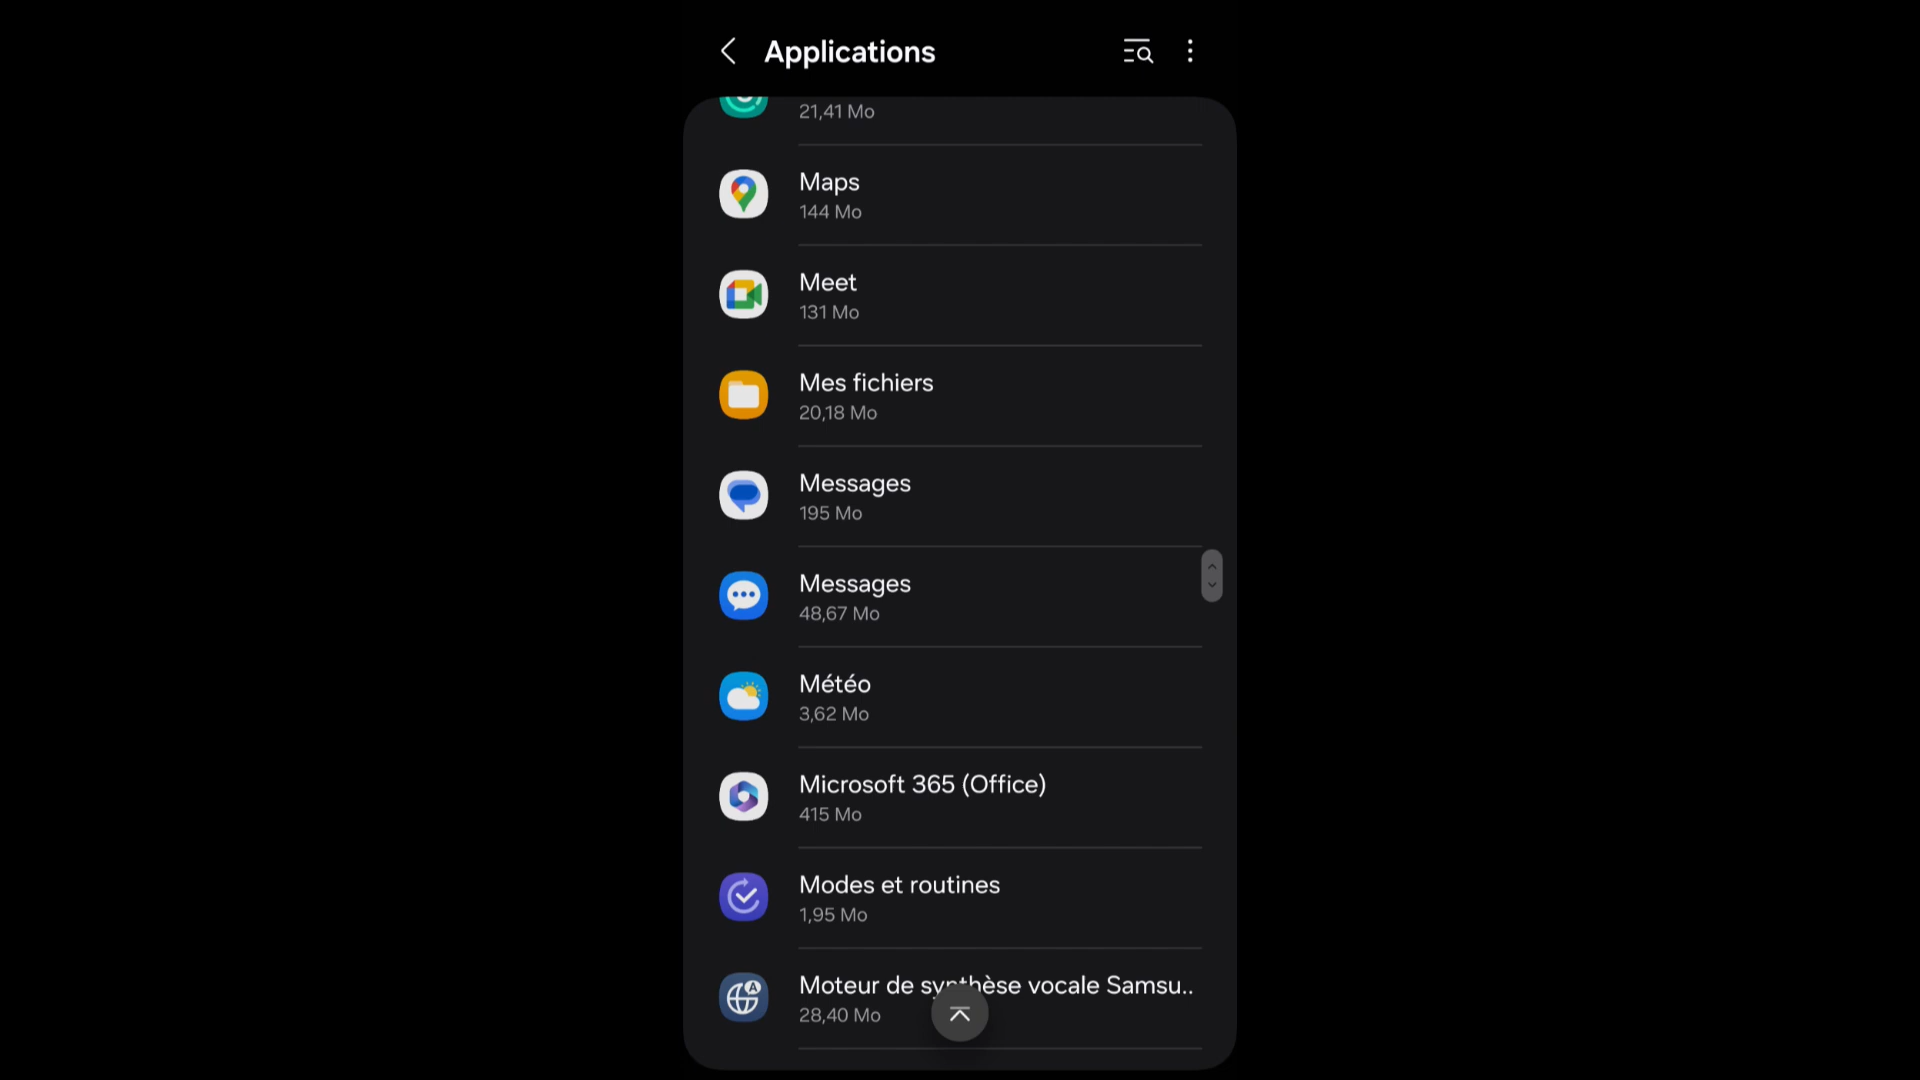 Applications
21,41 Mo
Maps
144 Mo
Meet
131 Mo
Mes fichiers
20,18 Mo
Messages
195 Mo
Messages
48,67 Mo
Météo
3,62 Mo
Microsoft 365 (Office)
415 Mo
Modes et routines
1,95 Mo
Moteur de synthèse vocale Samsu..
28,40 Mo